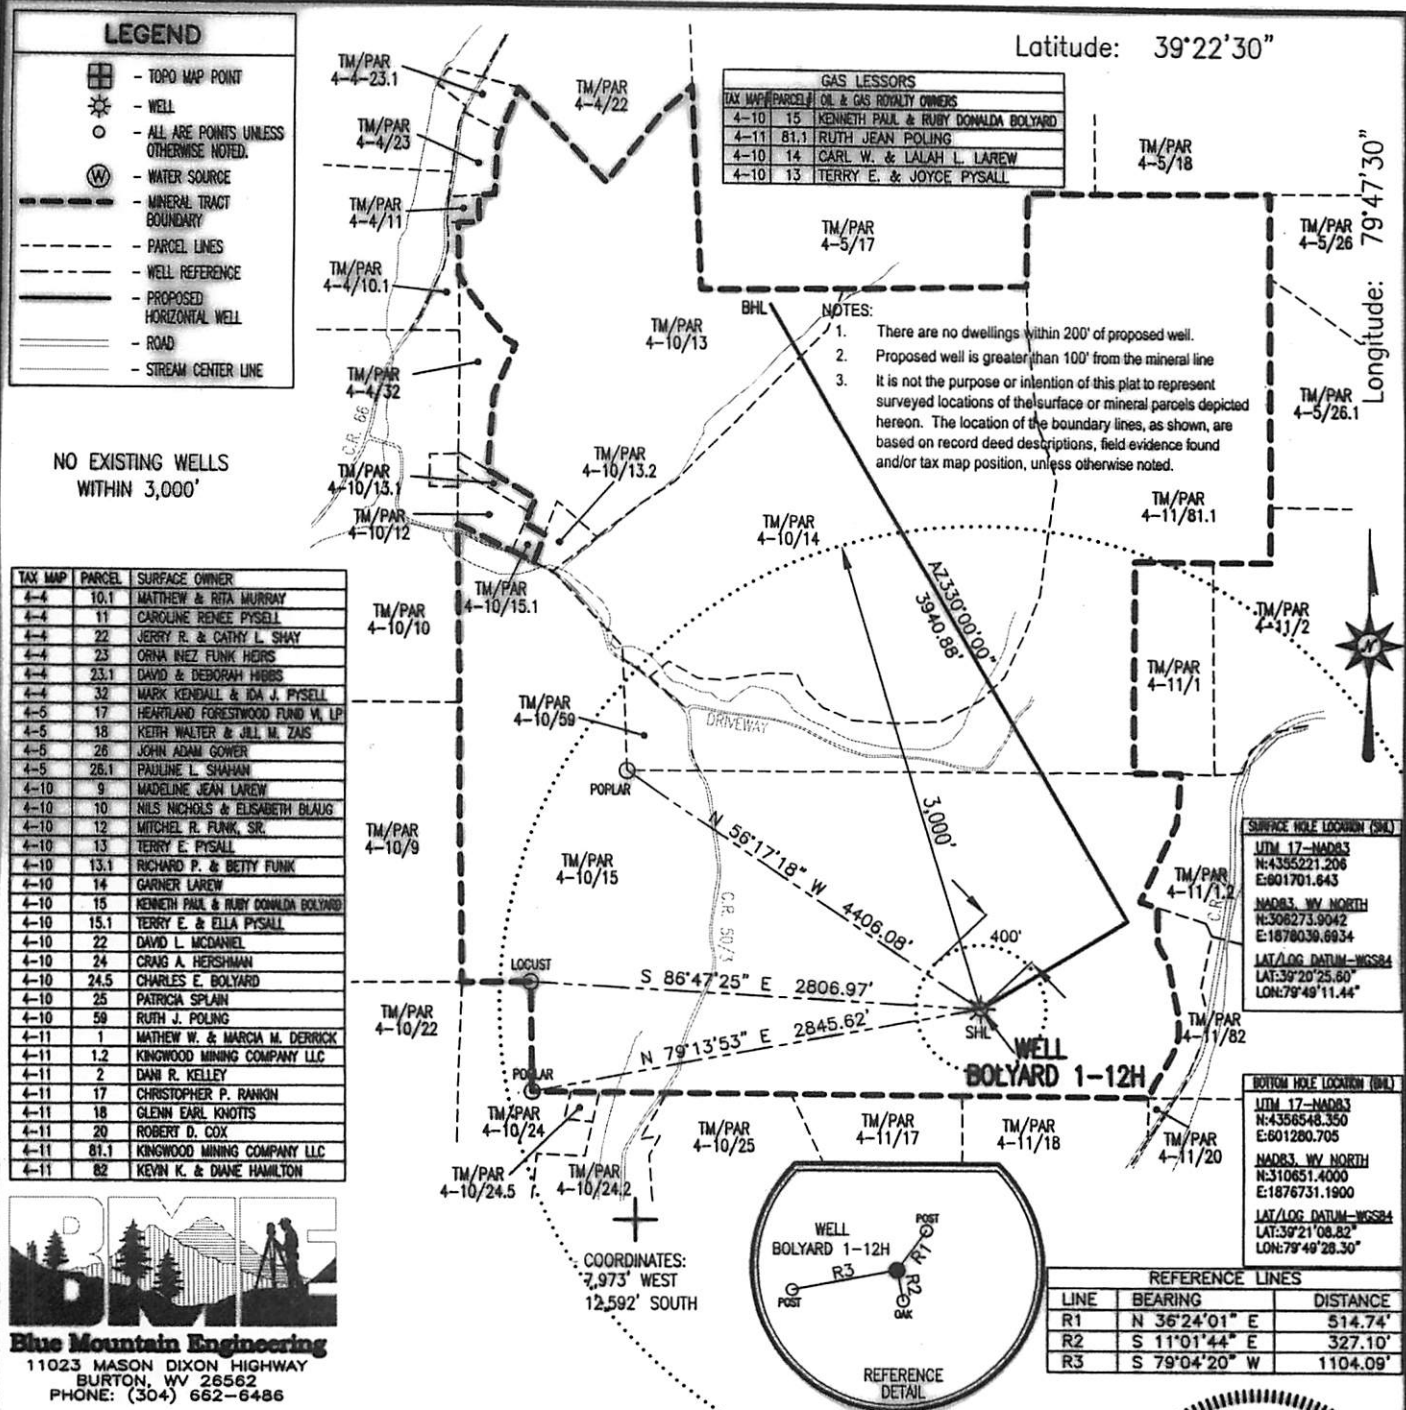 LEGEND
- TOPO MAP POINT
- WELL
- ALL ARE POINTS UNLESS
OTHERWISE NOTED.
W - WATER SOURCE
- MINERAL TRACT
BOUNDARY
- PARCEL LINES
- WELL REFERENCE
- PROPOSED
HORIZONTAL WELL
- ROAD
- STREAM CENTER LINE
Latitude: 39°22'30"
Longitude: 79°47'30"
GAS LESSORS
TAX MAP# PARCEL# OIL & GAS ROYALTY OWNERS
4-10 15 KENNETH PAUL & RUBY DONALDA BOLYARD
4-11 81.1 RUTH JEAN POLING
4-10 14 CARL W. & LALAH L. LAREW
4-10 13 TERRY E. & JOYCE PYSALL
TM/PAR
4-4-23.1
TM/PAR
4-4/22
TM/PAR
4-4/23
TM/PAR
4-4/11
TM/PAR
4-4/10.1
TM/PAR
4-4/32
TM/PAR
4-5/18
TM/PAR
4-5/17
TM/PAR
4-5/26
TM/PAR
4-5/26.1
TM/PAR
4-10/13
BHL
NOTES:
1. There are no dwellings within 200' of proposed well.
2. Proposed well is greater than 100' from the mineral line
3. It is not the purpose or intention of this plat to represent
surveyed locations of the surface or mineral parcels depicted
hereon. The location of the boundary lines, as shown, are
based on record deed descriptions, field evidence found
and/or tax map position, unless otherwise noted.
C.R. 66
NO EXISTING WELLS
WITHIN 3,000'
TM/PAR
4-10/13.1
TM/PAR
4-10/13.2
TM/PAR
4-10/12
TM/PAR
4-10/14
TM/PAR
4-11/81.1
TM/PAR
4-10/15.1
TM/PAR
4-10/10
AZ330°00'00"
3940.88'
TM/PAR
4-11/2
TM/PAR
4-11/1
N
TAX MAP PARCEL SURFACE OWNER
4-4 10.1 MATTHEW & RITA MURRAY
4-4 11 CAROLINE RENEE PYSELL
4-4 22 JERRY R. & CATHY L. SHAY
4-4 23 ORNA INEZ FUNK HEIRS
4-4 23.1 DAVID & DEBORAH HIBBS
4-4 32 MARK KENDALL & IDA J. PYSELL
4-5 17 HEARTLAND FORESTWOOD FUND VI, LP
4-5 18 KEITH WALTER & JILL M. ZAIS
4-5 26 JOHN ADAM GOWER
4-5 26.1 PAULINE L. SHAHAN
4-10 9 MADELINE JEAN LAREW
4-10 10 NILS NICHOLS & ELISABETH BLAUG
4-10 12 MITCHEL R. FUNK, SR.
4-10 13 TERRY E. PYSALL
4-10 13.1 RICHARD P. & BETTY FUNK
4-10 14 GARNER LAREW
4-10 15 KENNETH PAUL & RUBY DONALDA BOLYARD
4-10 15.1 TERRY E. & ELLA PYSALL
4-10 22 DAVID L. MCDANIEL
4-10 24 CRAIG A. HERSHMAN
4-10 24.5 CHARLES E. BOLYARD
4-10 25 PATRICIA SPLAIN
4-10 59 RUTH J. POLING
4-11 1 MATHEW W. & MARCIA M. DERRICK
4-11 1.2 KINGWOOD MINING COMPANY LLC
4-11 2 DANI R. KELLEY
4-11 17 CHRISTOPHER P. RANKIN
4-11 18 GLENN EARL KNOTTS
4-11 20 ROBERT D. COX
4-11 81.1 KINGWOOD MINING COMPANY LLC
4-11 82 KEVIN K. & DIANE HAMILTON
TM/PAR
4-10/59
DRIVEWAY
POPLAR
TM/PAR
4-10/9
TM/PAR
4-10/15
N 56°17'18" W 4406.08'
3,000'
C.R. 50/3
400'
LOCUST
S 86°47'25" E 2806.97'
N 79°13'53" E 2845.62'
SHL
WELL
BOLYARD 1-12H
TM/PAR
4-11/1.2
C.R.
SURFACE HOLE LOCATION (SHL)
UTM 17-NAD83
N:4355221.206
E:601701.643
NAD83, WV NORTH
N:306273.9042
E:1878039.6934
LAT/LOG DATUM-WGS84
LAT:39°20'25.60"
LON:79°49'11.44"
TM/PAR
4-10/22
TM/PAR
4-11/82
POPLAR
TM/PAR
4-10/24
TM/PAR
4-10/25
TM/PAR
4-11/17
TM/PAR
4-11/18
TM/PAR
4-11/20
TM/PAR
4-10/24.5
TM/PAR
4-10/24.2
BOTTOM HOLE LOCATION (BHL)
UTM 17-NAD83
N:4356548.350
E:601280.705
NAD83, WV NORTH
N:310651.4000
E:1876731.1900
LAT/LOG DATUM-WGS84
LAT:39°21'08.82"
LON:79°49'28.30"
COORDINATES:
7,973' WEST
12,592' SOUTH
WELL
BOLYARD 1-12H
POST
R1
R3
R2
POST
OAK
REFERENCE
DETAIL
REFERENCE LINES
LINE BEARING DISTANCE
R1 N 36°24'01" E 514.74'
R2 S 11°01'44" E 327.10'
R3 S 79°04'20" W 1104.09'
BME
Blue Mountain Engineering
11023 MASON DIXON HIGHWAY
BURTON, WV 26562
PHONE: (304) 662-6486